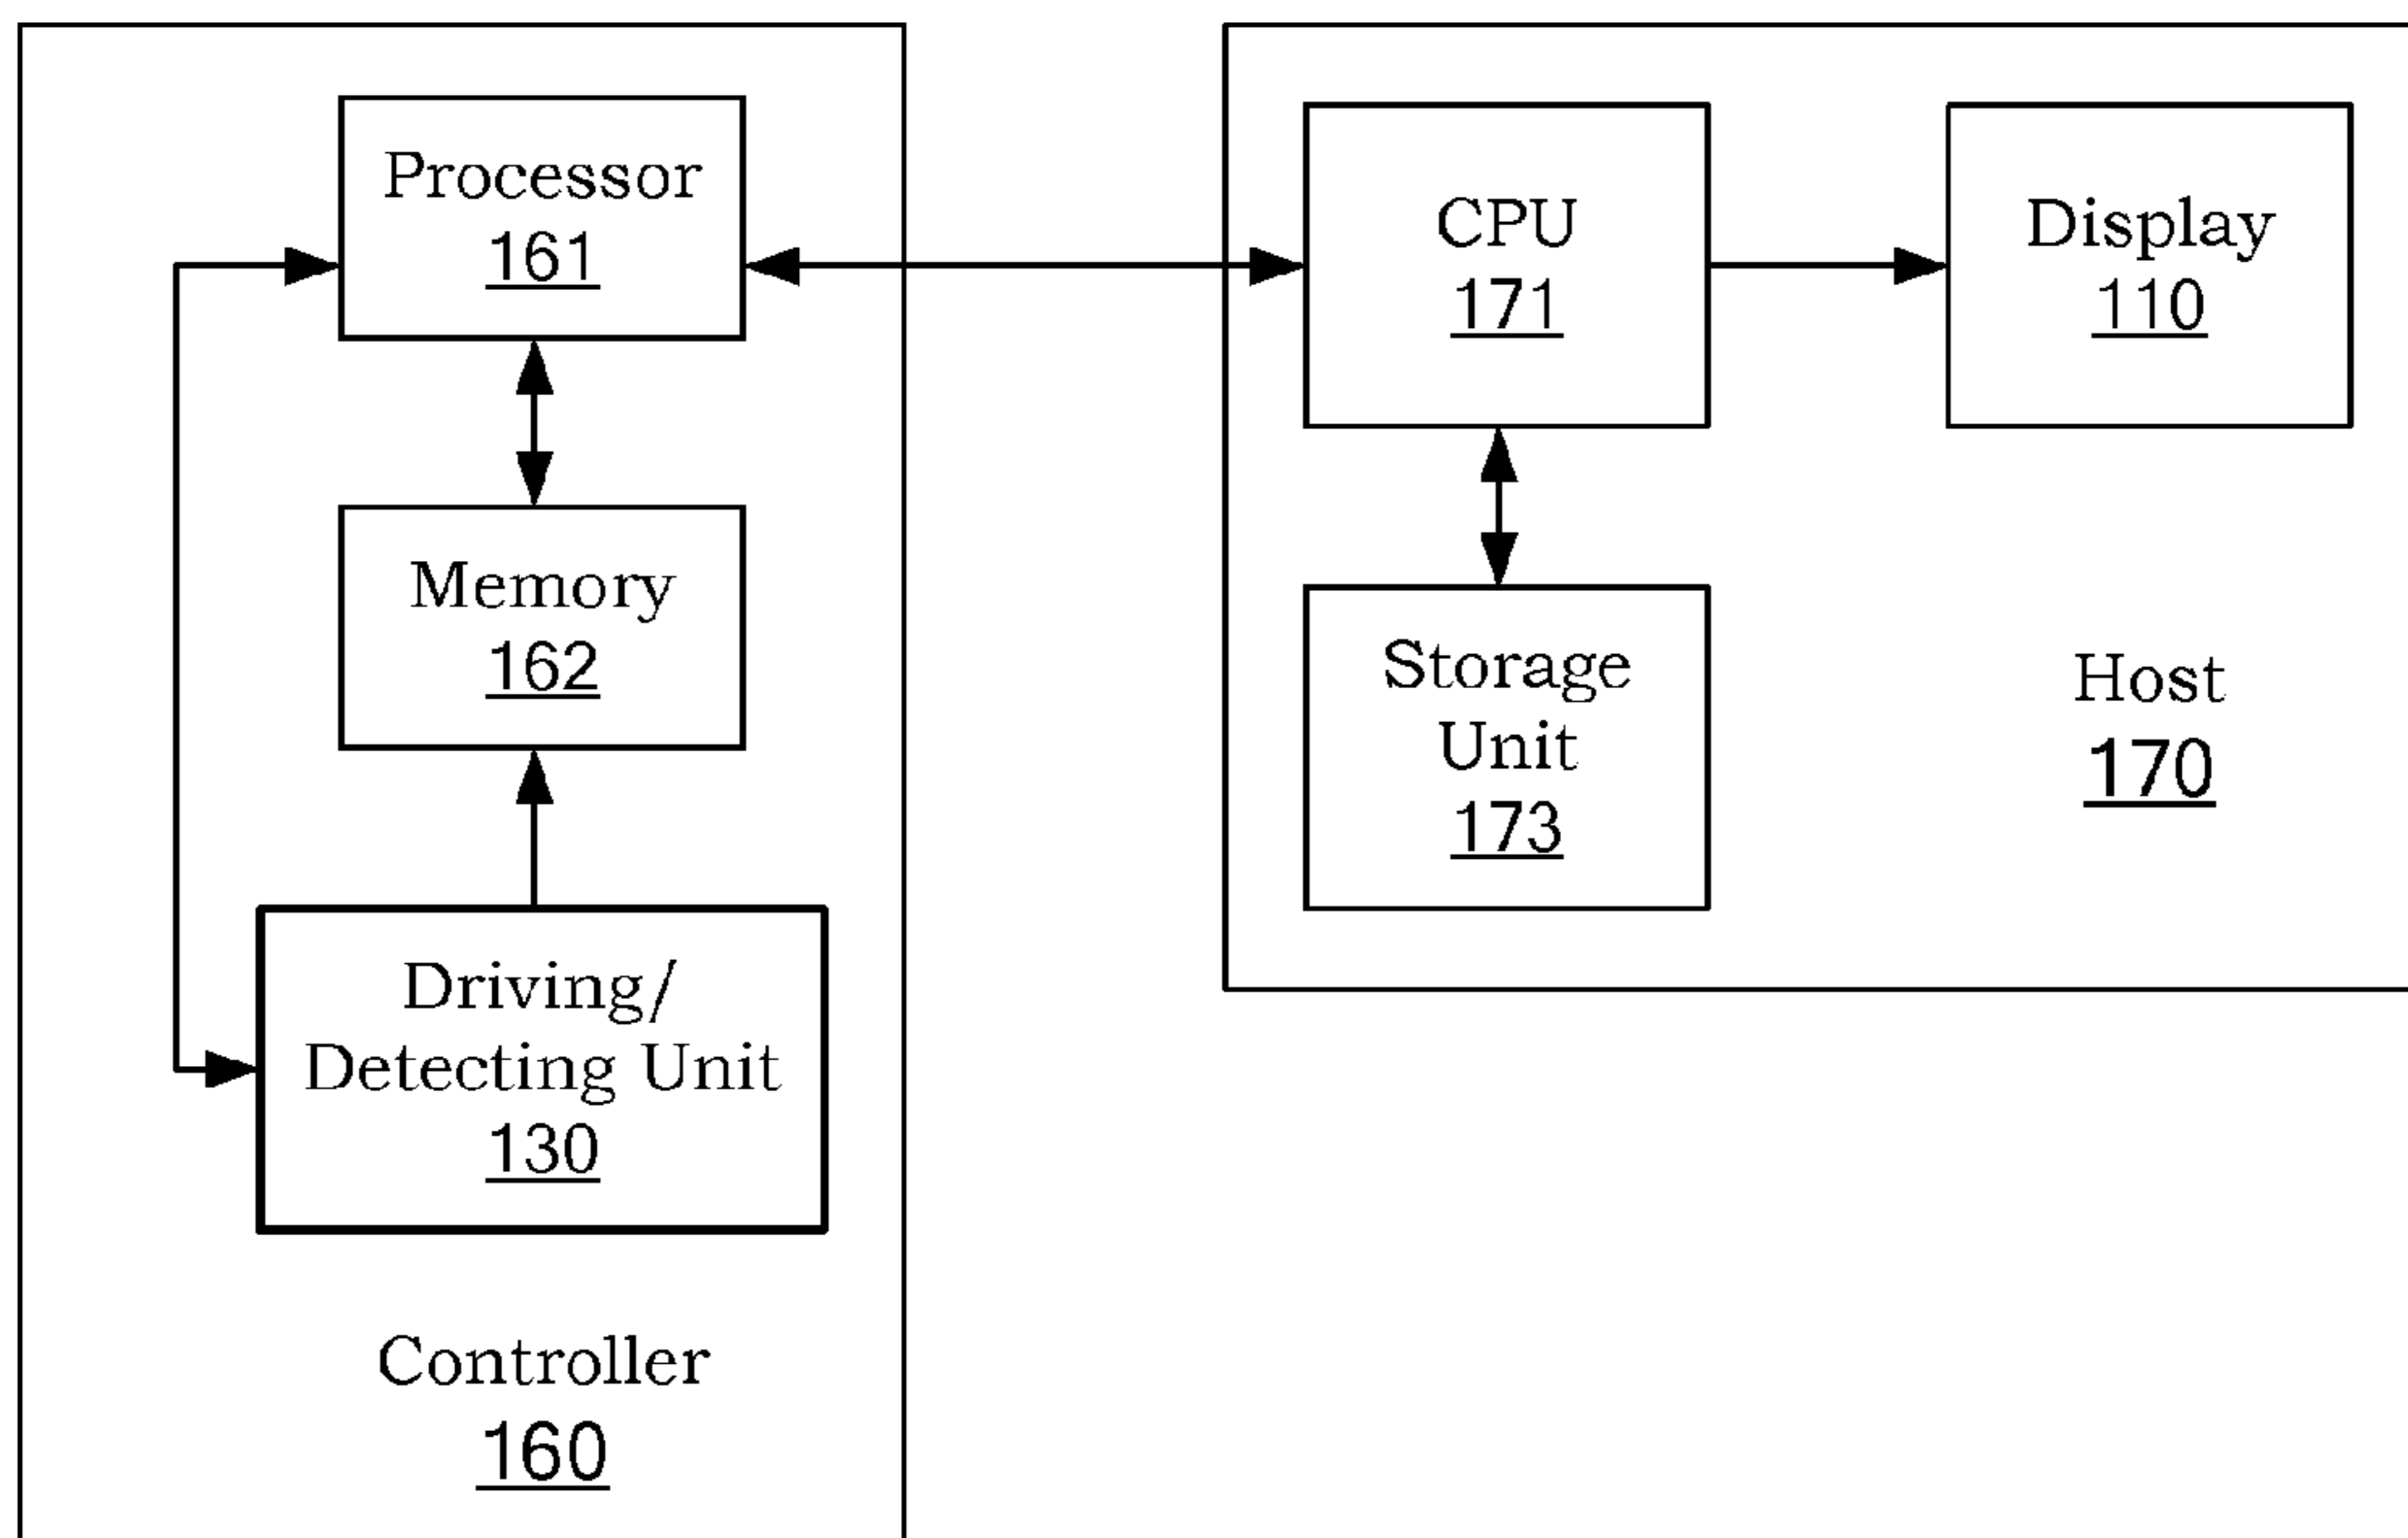 Processor
161
Memory
162
Driving/
Detecting Unit
130
Controller
160
CPU
171
Display
110
Storage
Unit
173
Host
170